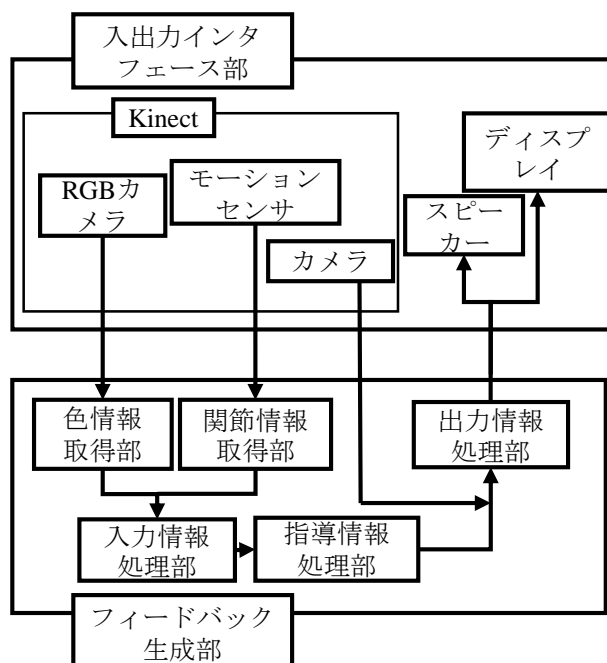 入出力インタ
フェース部
Kinect
ディスプ
レイ
RGBカ
メラ
モーション
センサ
スピー
カー
カメラ
色情報
取得部
関節情報
取得部
出力情報
処理部
入力情報
処理部
指導情報
処理部
フィードバック
生成部